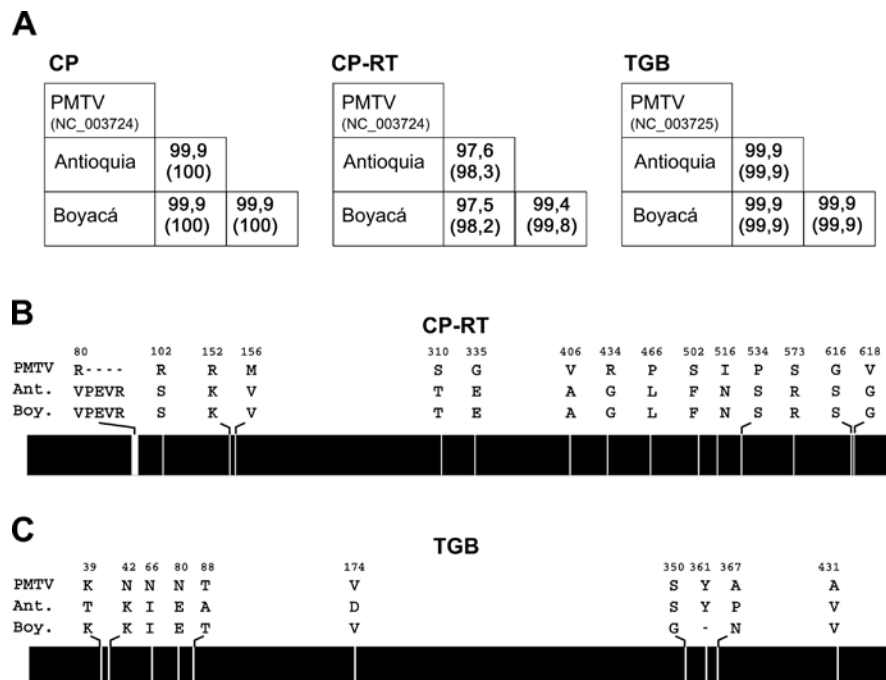 A
CP CP-RT TGB
PMTV PMTV PMTV
(NC_003724) (NC_003724) (NC_003725)
Antioquia 99,9 Antioquia 97,6 Antioquia 99,9
(100) (98,3) (99,9)
Boyacá 99,9 99,9 Boyacá 97,5 99,4 Boyacá 99,9 99,9
(100) (100) (98,2) (99,8) (99,9) (99,9)
B
CP-RT
80 102 152 156 310 335 406 434 466 502 516 534 573 616 618
PMTV R---- R R M S G V R P S I P S G V
Ant. VPEVR S K V T E A G L F N S R S G
Boy. VPEVR S K V T E A G L F N S R S G
C
TGB
39 42 66 80 88 174 350 361 367 431
PMTV K N N N T V S Y A A
Ant. T K I E A D S Y P V
Boy. K K I E T V G - N V